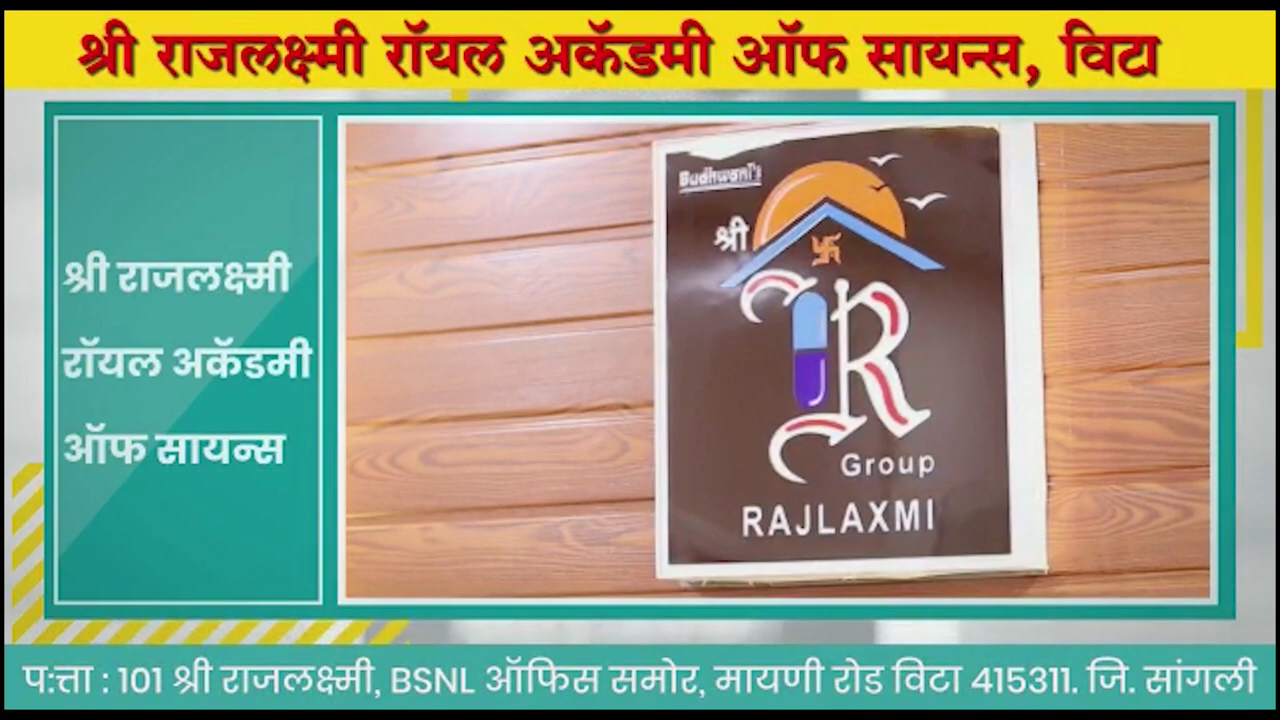 श्री राजलक्ष्मी रॉयल अकॅडमी ऑफ सायन्स, विटा
श्री राजलक्ष्मी
रॉयल अकॅडमी
ऑफ सायन्स
Budhwani's
श्री
R
Group
RAJLAXMI
प:त्ता : 101 श्री राजलक्ष्मी, BSNL ऑफिस समोर, मायणी रोड विटा 415311. जि. सांगली